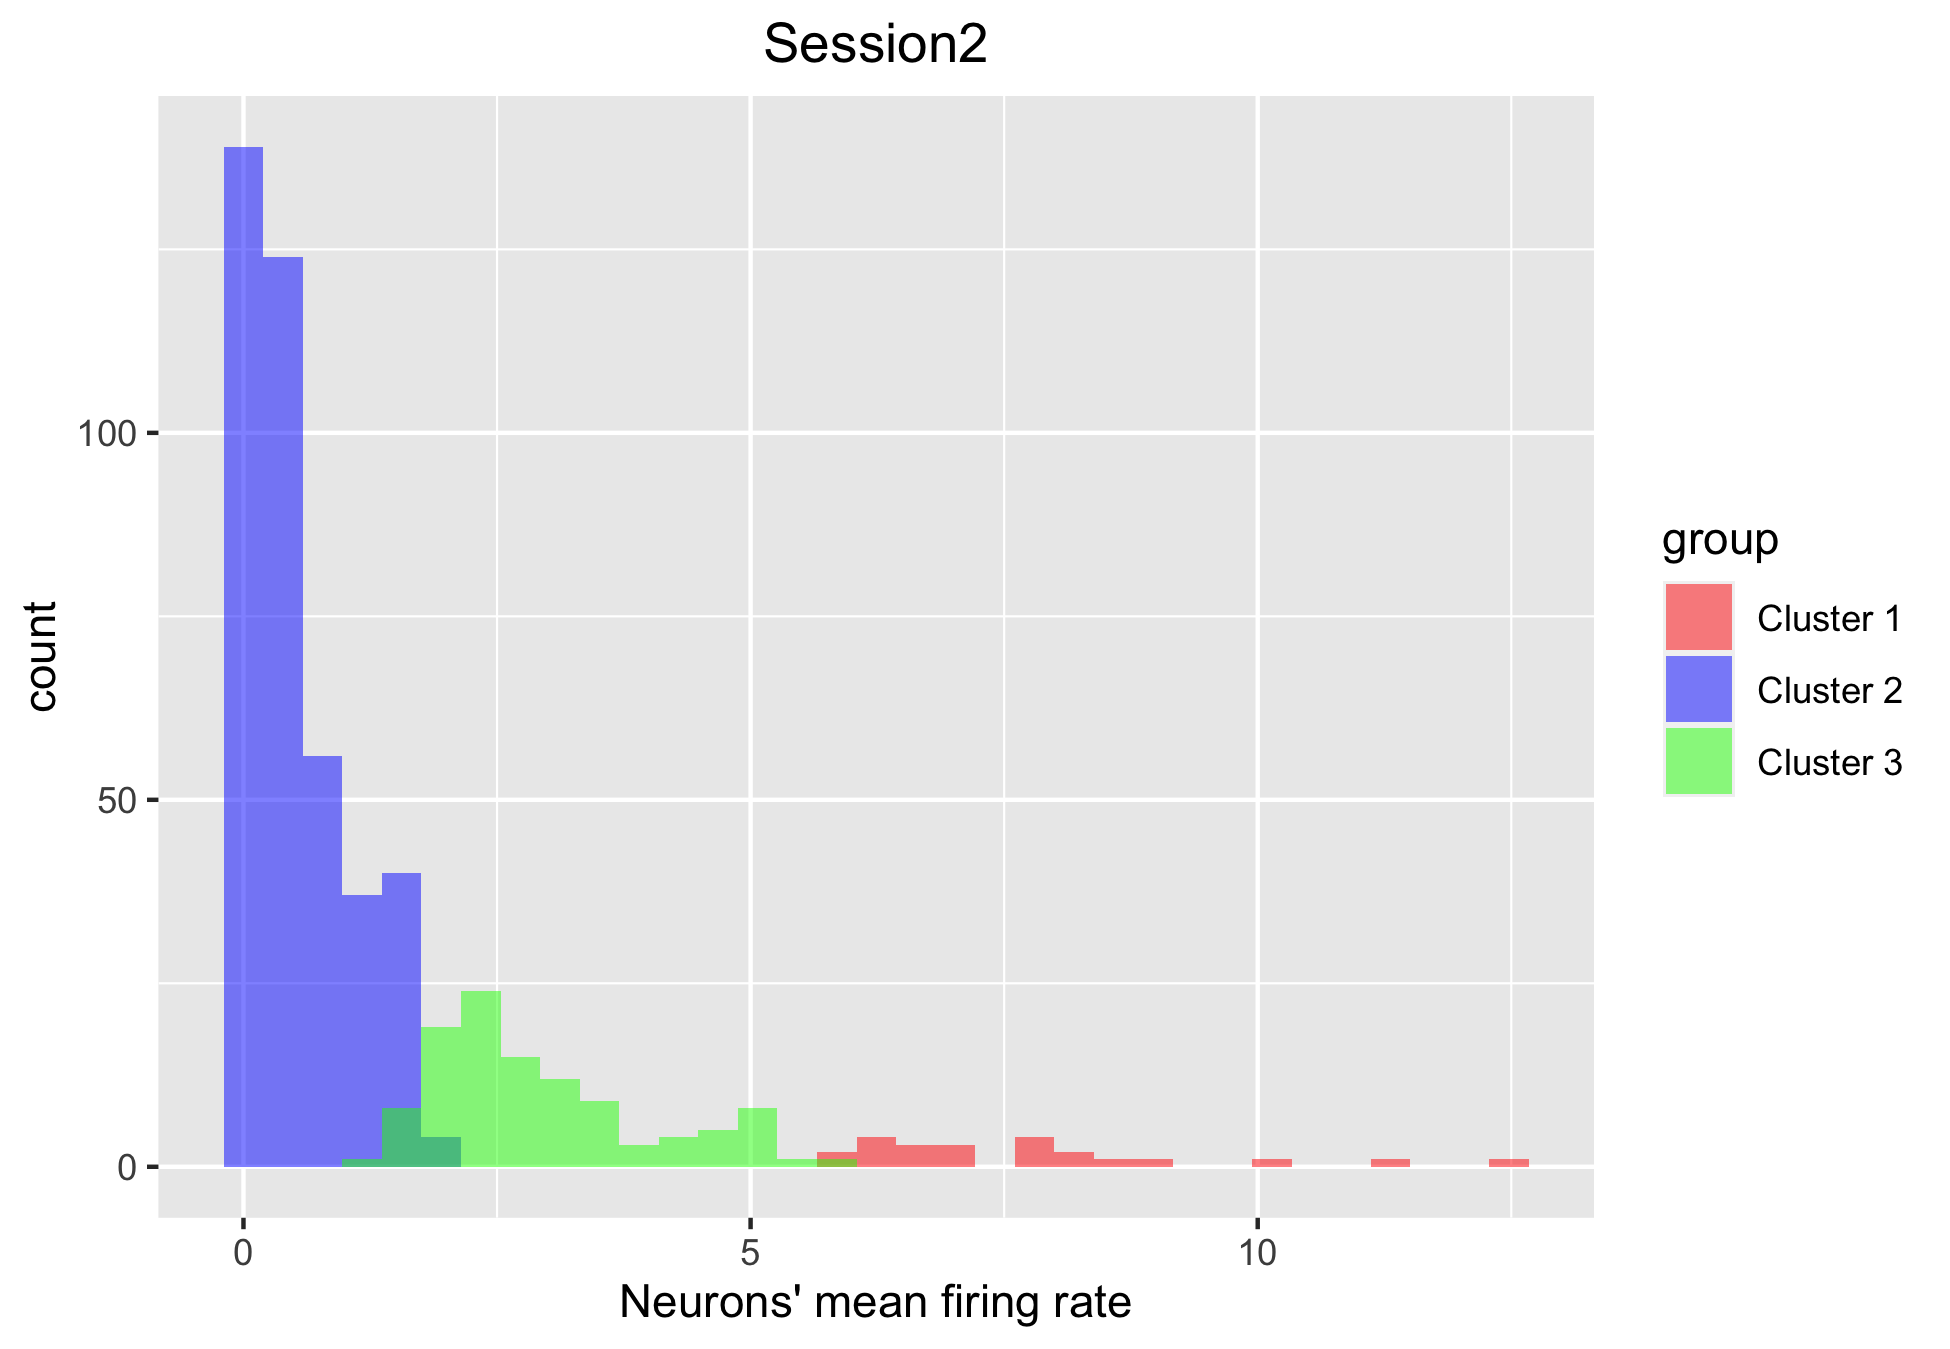 Session2
100
50
0
count
0 5 10
Neurons' mean firing rate
group
Cluster 1
Cluster 2
Cluster 3